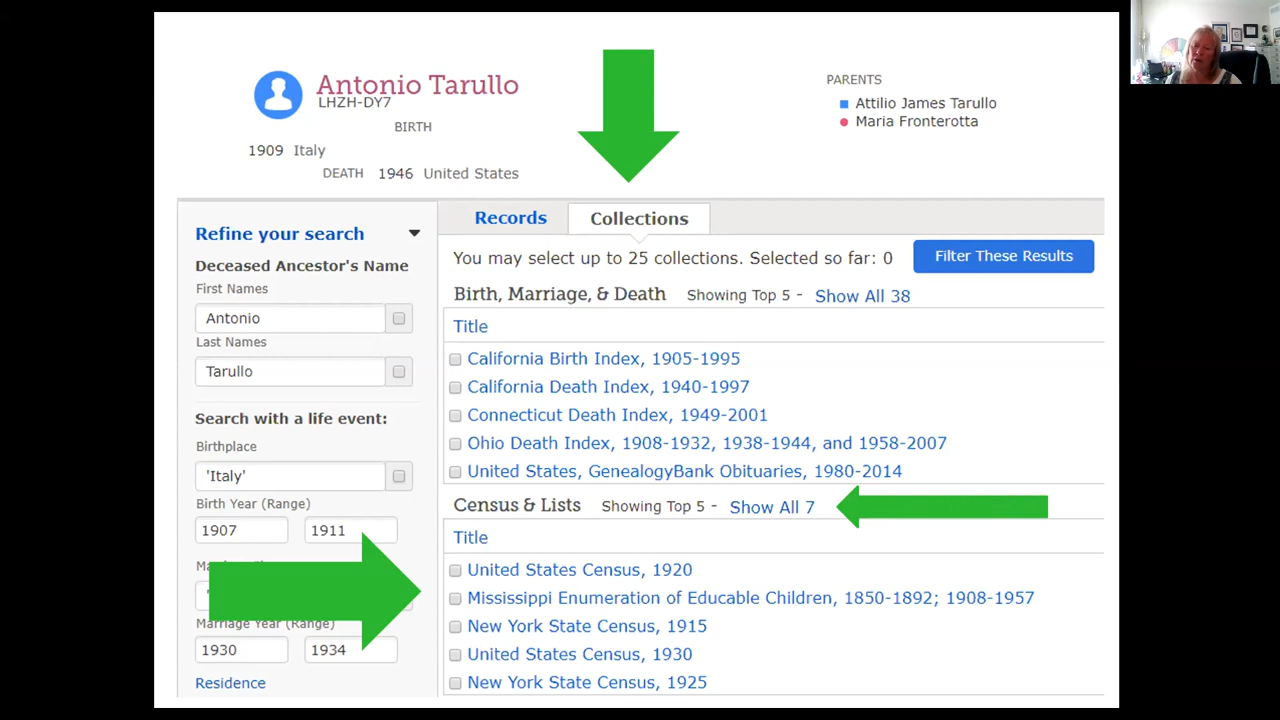 Antonio Tarullo
LHZH-DY7
BIRTH
1909 Italy
DEATH 1946 United States
PARENTS
Attilio James Tarullo
Maria Fronterotta
Refine your search
Deceased Ancestor's Name
First Names
Antonio
Last Names
Tarullo
Search with a life event:
Birthplace
'Italy'
Birth Year (Range)
1907 1911
Marriage Year (Range)
1930 1934
Residence
Records Collections
You may select up to 25 collections. Selected so far: 0 Filter These Results
Birth, Marriage, & Death Showing Top 5 - Show All 38
Title
California Birth Index, 1905-1995
California Death Index, 1940-1997
Connecticut Death Index, 1949-2001
Ohio Death Index, 1908-1932, 1938-1944, and 1958-2007
United States, GenealogyBank Obituaries, 1980-2014
Census & Lists Showing Top 5 - Show All 7
Title
United States Census, 1920
Mississippi Enumeration of Educable Children, 1850-1892; 1908-1957
New York State Census, 1915
United States Census, 1930
New York State Census, 1925